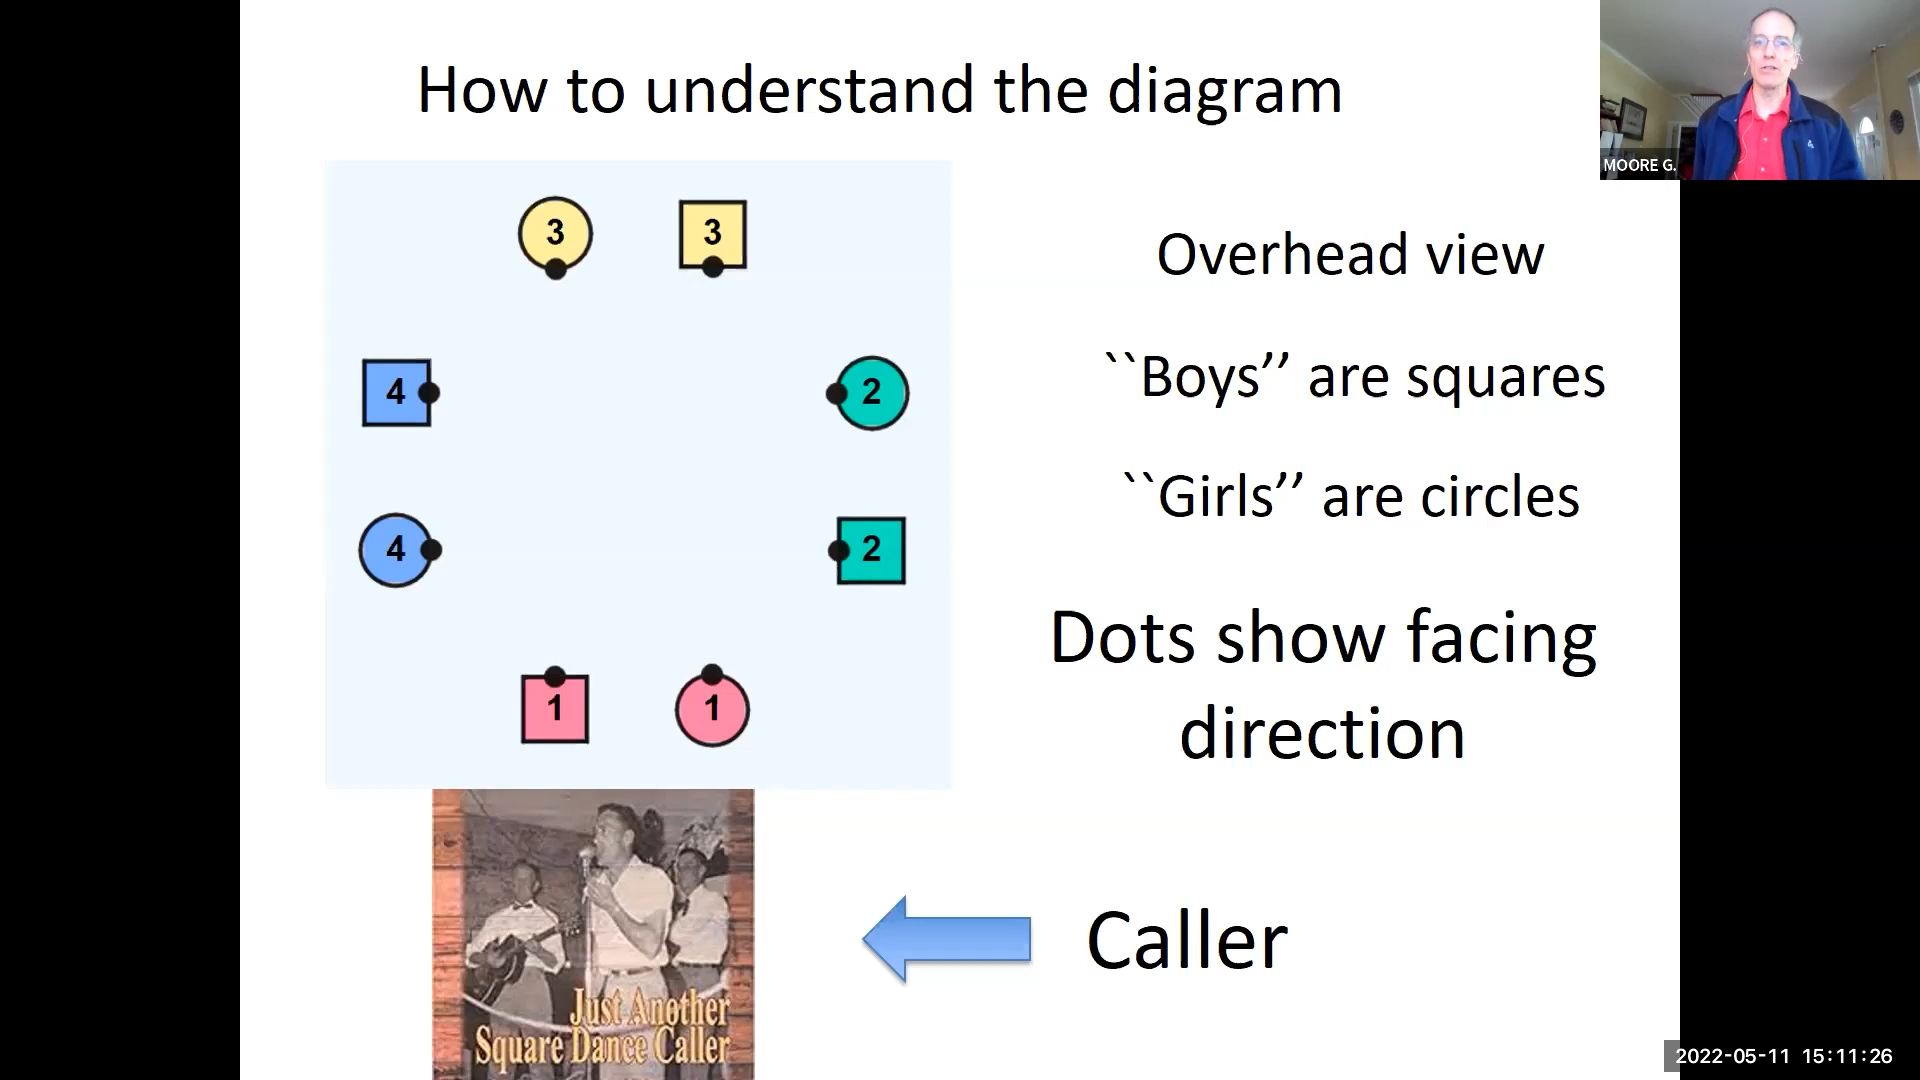 How to understand the diagram
MOORE G.
3 3
Overhead view
4 2
``Boys’’ are squares
``Girls’’ are circles
4 2
Dots show facing
direction
1 1
Caller
Just Another
Square Dance Caller
2022-05-11 15:11:26